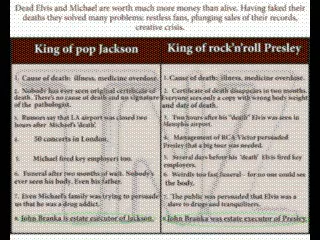 Dead Elvis and Michael are worth much more money than alive. Having faked their
deaths they solved many problems: restless fans, plunging sales of their records,
creative crisis.
King of pop Jackson
King of rock'n'roll Presley
1. Cause of death: illness, medicine overdose.
2. Nobody has ever seen original certificate of
death. There's no cause of death and no signature
of the pathologist.
3. Rumors say that LA airport was closed two
hours after Michael's 'death'
4. 50 concerts in London.
5. Michael fired key employers too.
6. Funeral after two months of wait. Nobody's
ever seen his body. Even his father.
7. Even Michael's family was trying to persuade
us that he was a drug addict.
8. John Branka is estate executor of Jackson.
1. Cause of death: illness, medicine overdose.
2. Certificate of death disappears in two months.
Everyone sees only a copy with wrong body weight
and date of death.
3. Two hours after his "death" Elvis was seen in
Memphis airport.
4. Management of RCA Victor persuaded
Presley that a big tour was needed.
5. Several days before his 'death' Elvis fired key
employers.
6. Weirdly too fast funeral - for no one could see
the body.
7. The public was persuaded that Elvis was a
slave to drugs and tranquilizers.
8. John Branka was estate executor of Presley.